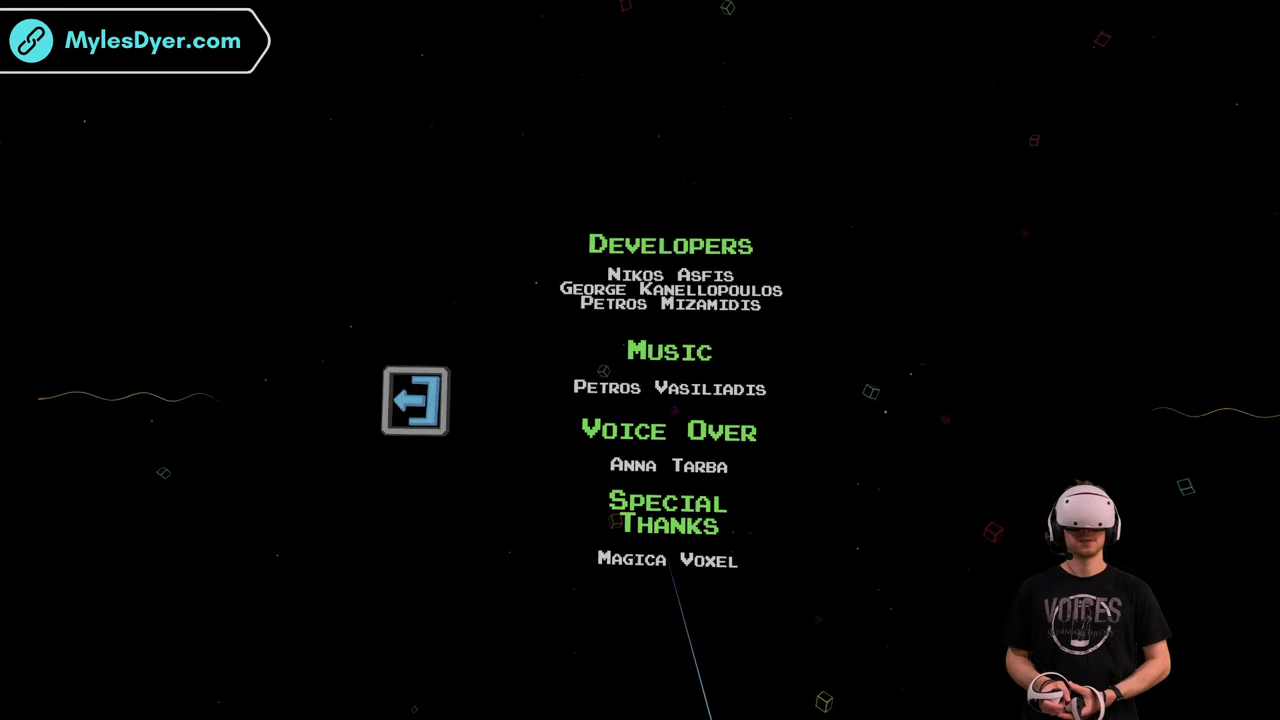 MylesDyer.com
Developers
Nikos Asfis
George Kanellopoulos
Petros Mizamidis
Music
Petros Vasiliadis
Voice Over
Anna Tarba
Special
Thanks
Magica Voxel
VOICES